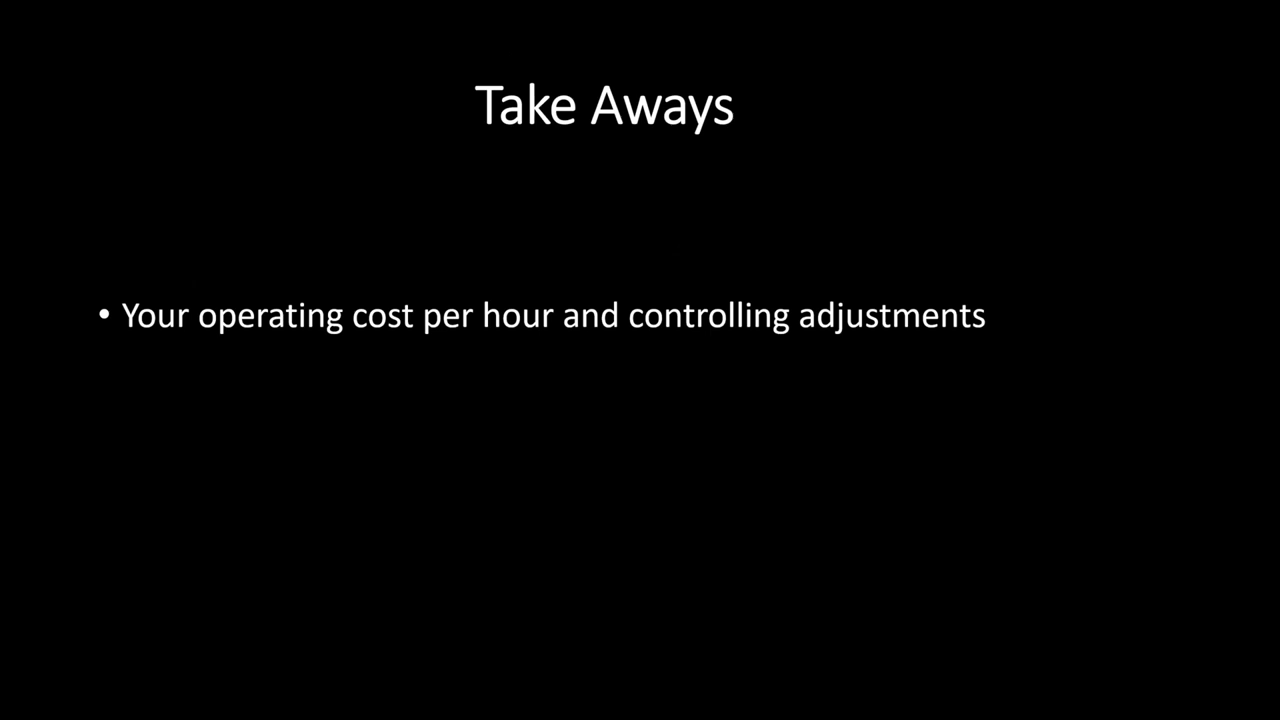 Take Aways
• Your operating cost per hour and controlling adjustments